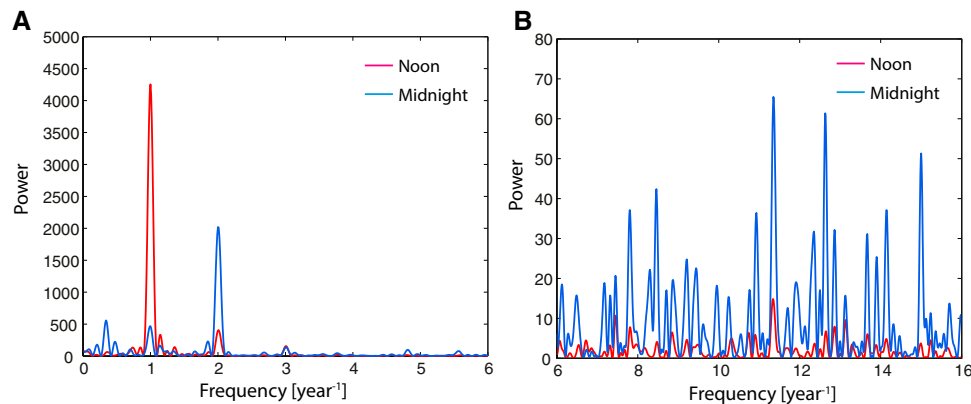 A
5000
4500
4000
3500
3000
2500
2000
1500
1000
500
0
Power
0 1 2 3 4 5 6
Frequency [year⁻¹]
Noon
Midnight
B
80
70
60
50
40
30
20
10
0
Power
6 8 10 12 14 16
Frequency [year⁻¹]
Noon
Midnight